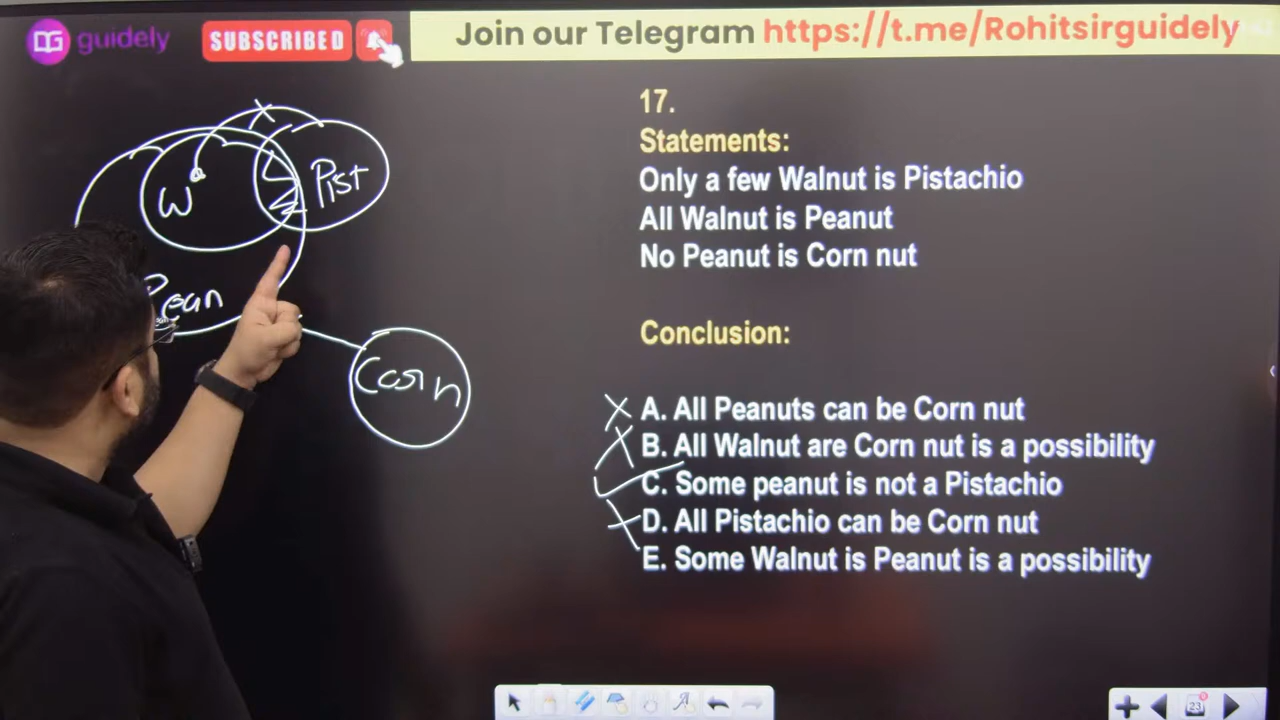 guidely
SUBSCRIBED
Join our Telegram https://t.me/Rohitsirguidely
W
Pist
Pean
Corn
17.
Statements:
Only a few Walnut is Pistachio
All Walnut is Peanut
No Peanut is Corn nut
Conclusion:
A. All Peanuts can be Corn nut
B. All Walnut are Corn nut is a possibility
C. Some peanut is not a Pistachio
D. All Pistachio can be Corn nut
E. Some Walnut is Peanut is a possibility
23